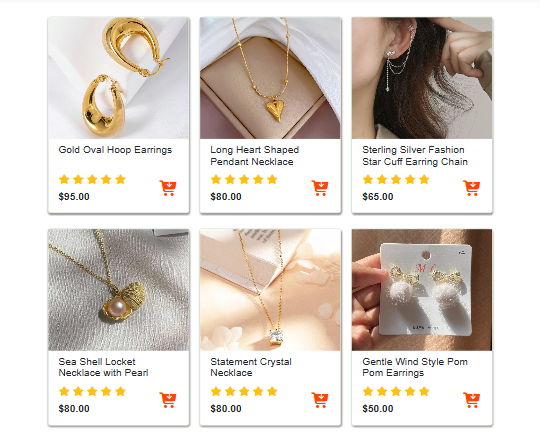 Gold Oval Hoop Earrings
$95.00
Long Heart Shaped
Pendant Necklace
$80.00
Sterling Silver Fashion
Star Cuff Earring Chain
$65.00
Sea Shell Locket
Necklace with Pearl
$80.00
Statement Crystal
Necklace
$80.00
Gentle Wind Style Pom
Pom Earrings
$50.00